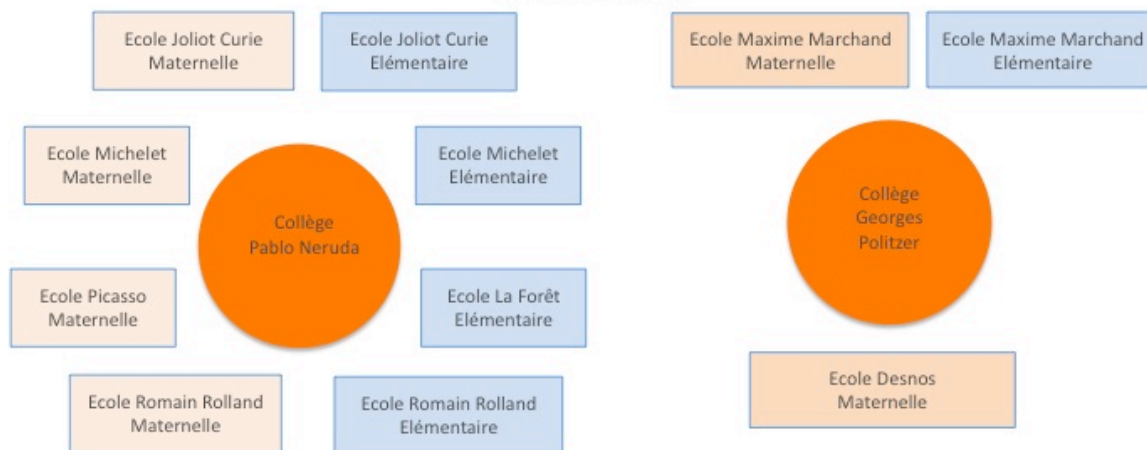 Ecole Joliot Curie
Maternelle
Ecole Joliot Curie
Elémentaire
Ecole Michelet
Maternelle
Ecole Michelet
Elémentaire
Collège
Pablo Neruda
Ecole Picasso
Maternelle
Ecole La Forêt
Elémentaire
Ecole Romain Rolland
Maternelle
Ecole Romain Rolland
Elémentaire
Ecole Maxime Marchand
Maternelle
Ecole Maxime Marchand
Elémentaire
Collège
Georges
Politzer
Ecole Desnos
Maternelle